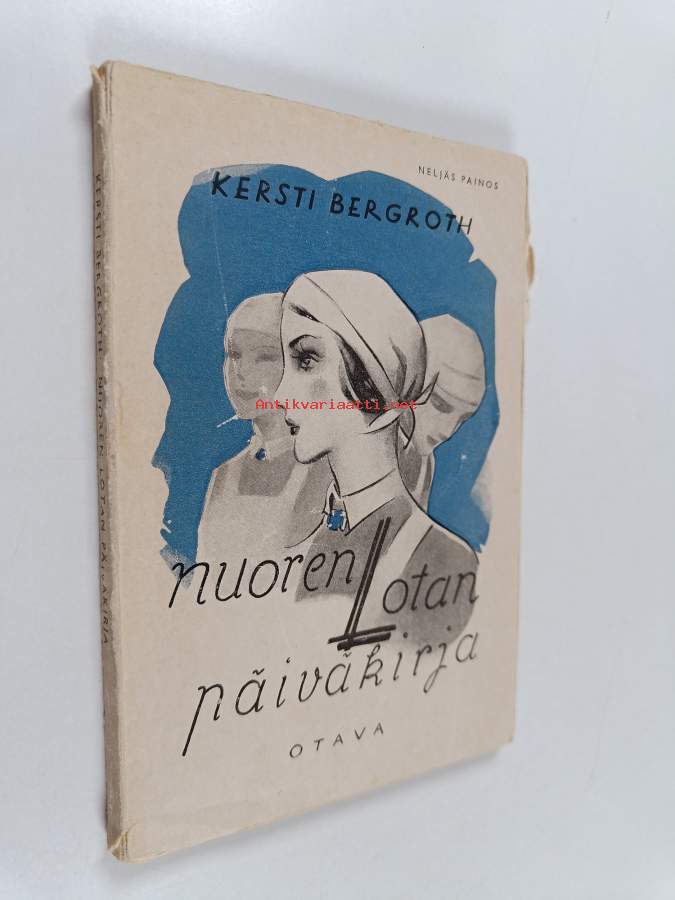 NELJÄS PAINOS
KERSTI BERGROTH
Antikvariaatti.net
nuoren Lotan
päiväkirja
OTAVA
KERSTI BERGROTH NUOREN LOTAN PÄIVÄKIRJA